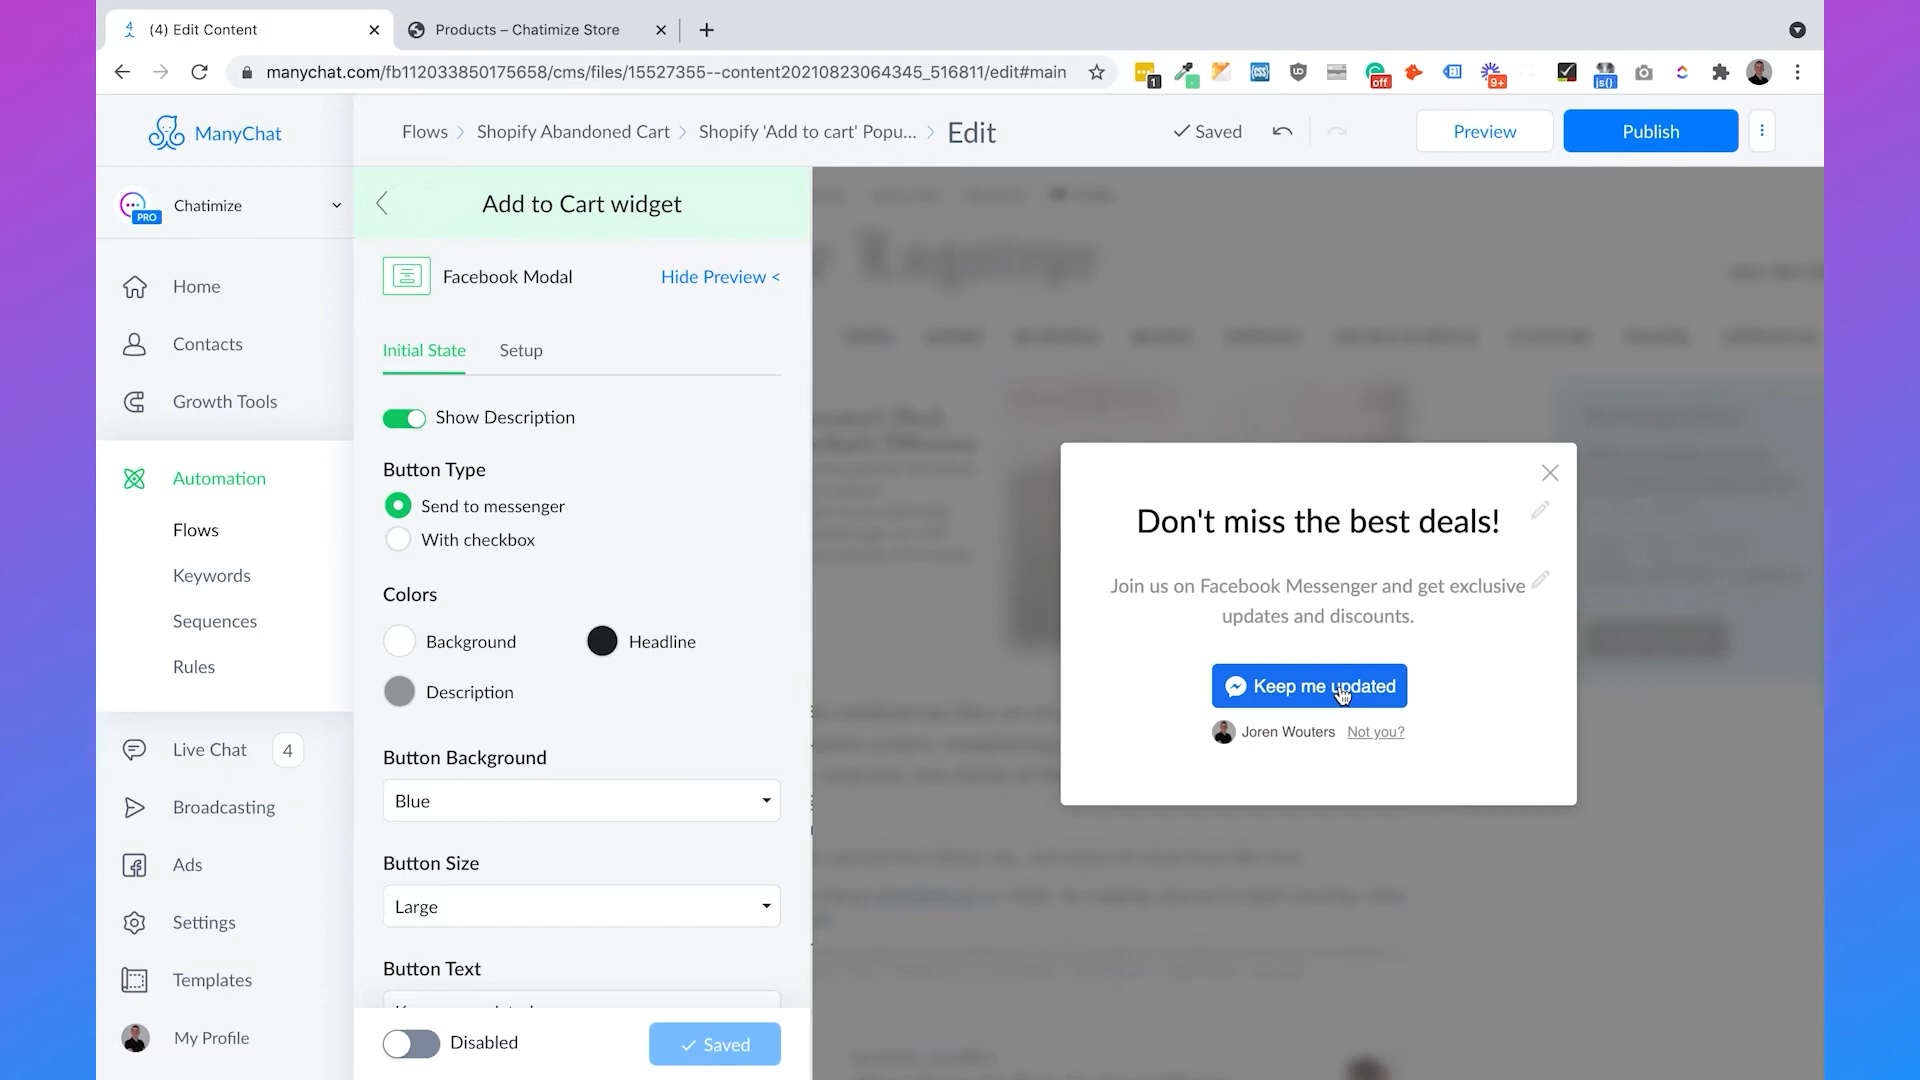 (4) Edit Content
Products – Chatimize Store
manychat.com/fb112033850175658/cms/files/15527355--content20210823064345_516811/edit#main
1
off
9+
js()
ManyChat
Flows > Shopify Abandoned Cart > Shopify 'Add to cart' Popu... > Edit
Saved
Preview
Publish
Chatimize
PRO
Home
Contacts
Growth Tools
Automation
Flows
Keywords
Sequences
Rules
Live Chat
4
Broadcasting
Ads
Settings
Templates
My Profile
Add to Cart widget
Facebook Modal
Hide Preview <
Initial State
Setup
Show Description
Button Type
Send to messenger
With checkbox
Colors
Background
Headline
Description
Button Background
Blue
Button Size
Large
Button Text
Disabled
Saved
Don't miss the best deals!
Join us on Facebook Messenger and get exclusive
updates and discounts.
Keep me updated
Joren Wouters Not you?